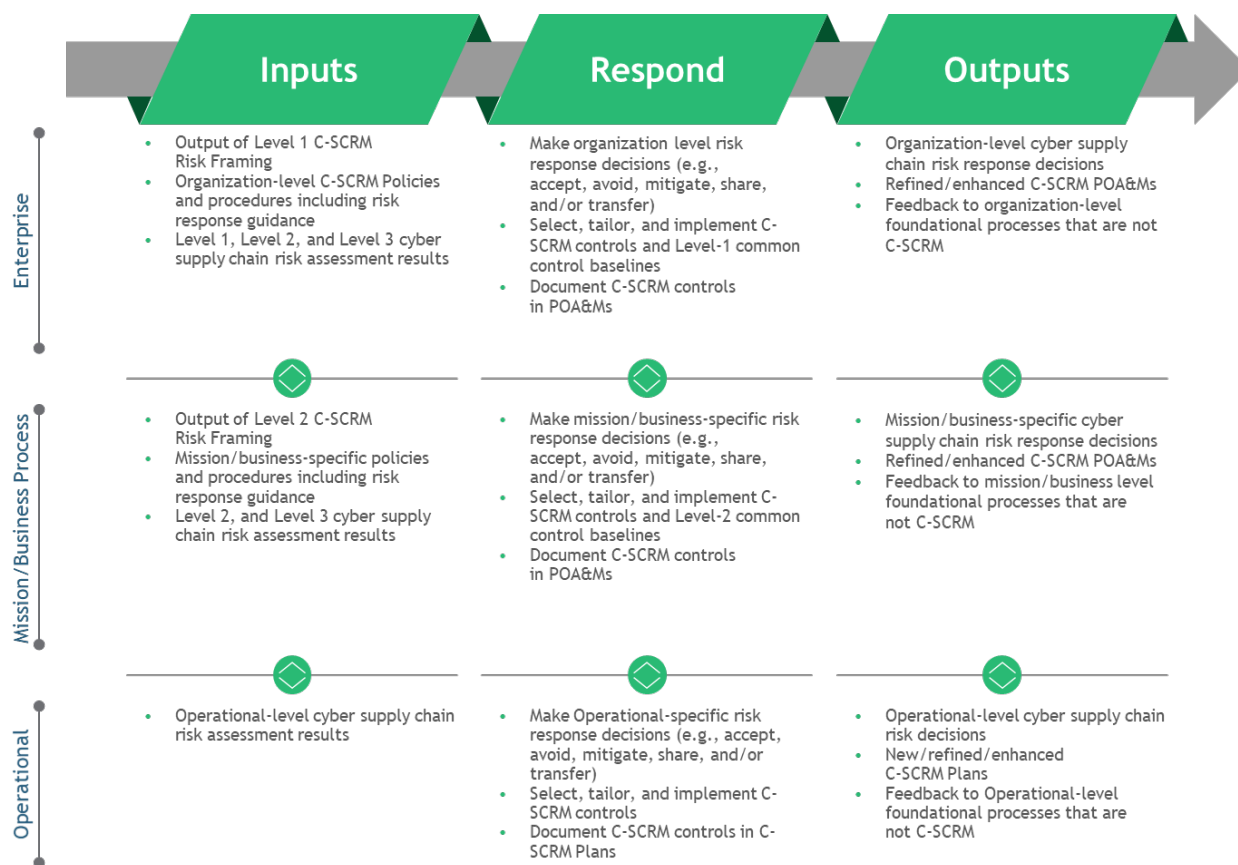 Inputs
Respond
Outputs
Enterprise
• Output of Level 1 C-SCRM
Risk Framing
• Organization-level C-SCRM Policies
and procedures including risk
response guidance
• Level 1, Level 2, and Level 3 cyber
supply chain risk assessment results
• Make organization level risk
response decisions (e.g.,
accept, avoid, mitigate, share,
and/or transfer)
• Select, tailor, and implement C-
SCRM controls and Level-1 common
control baselines
• Document C-SCRM controls
in POA&Ms
• Organization-level cyber supply
chain risk response decisions
• Refined/enhanced C-SCRM POA&Ms
• Feedback to organization-level
foundational processes that are not
C-SCRM
Mission/Business Process
• Output of Level 2 C-SCRM
Risk Framing
• Mission/business-specific policies
and procedures including risk
response guidance
• Level 2, and Level 3 cyber supply
chain risk assessment results
• Make mission/business-specific risk
response decisions (e.g.,
accept, avoid, mitigate, share,
and/or transfer)
• Select, tailor, and implement C-
SCRM controls and Level-2 common
control baselines
• Document C-SCRM controls
in POA&Ms
• Mission/business-specific cyber
supply chain risk response decisions
• Refined/enhanced C-SCRM POA&Ms
• Feedback to mission/business level
foundational processes that are
not C-SCRM
Operational
• Operational-level cyber supply chain
risk assessment results
• Make Operational-specific risk
response decisions (e.g., accept,
avoid, mitigate, share, and/or
transfer)
• Select, tailor, and implement C-
SCRM controls
• Document C-SCRM controls in C-
SCRM Plans
• Operational-level cyber supply chain
risk decisions
• New/refined/enhanced
C-SCRM Plans
• Feedback to Operational-level
foundational processes that are
not C-SCRM